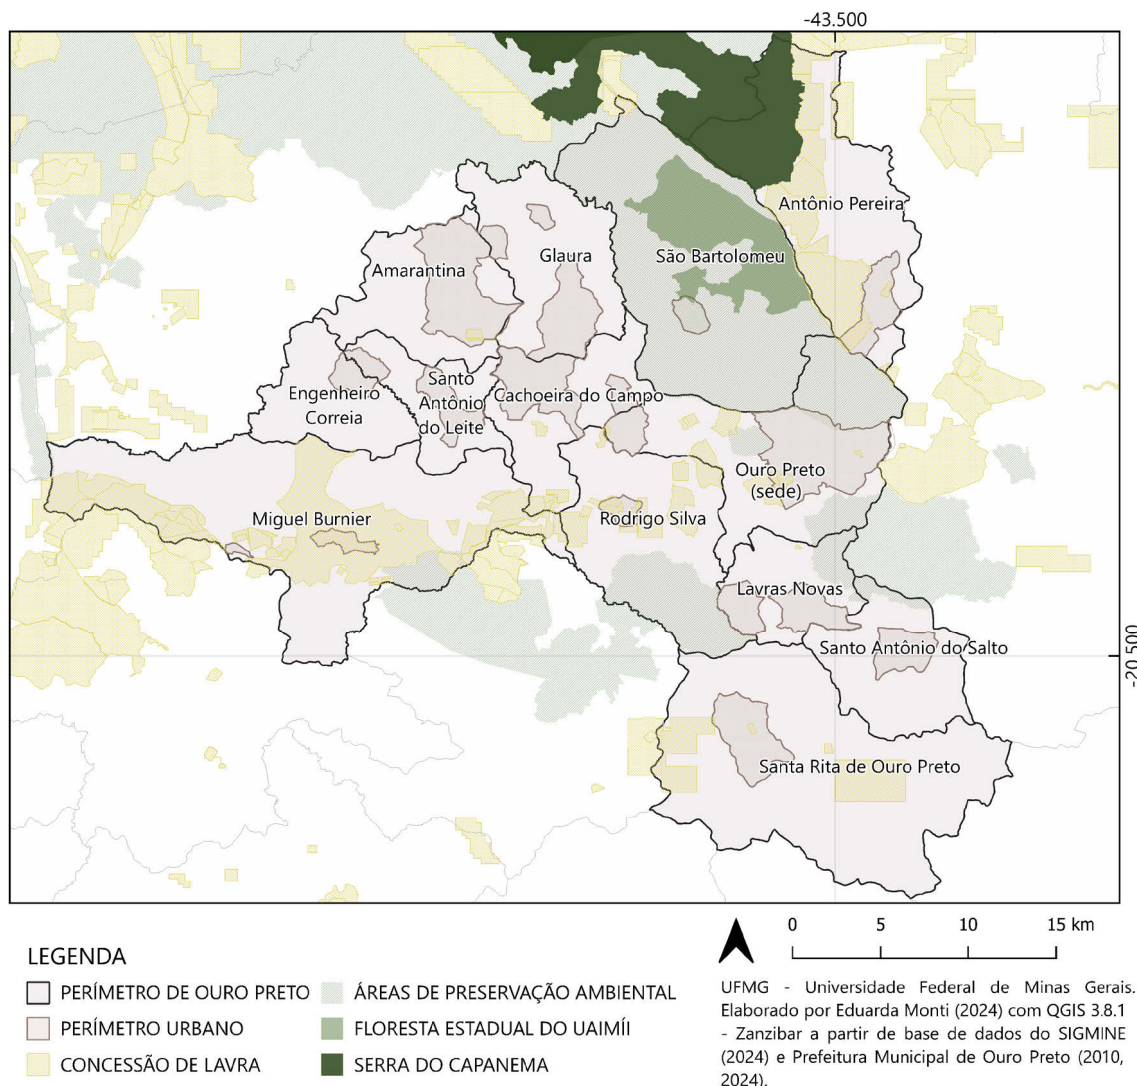 -43.500
Antônio Pereira
Glaura
São Bartolomeu
Amarantina
Santo
Antônio
do Leite
Engenheiro
Correia
Cachoeira do Campo
Ouro Preto
(sede)
Miguel Burnier
Rodrigo Silva
Lavras Novas
Santo Antônio do Salto
-20.500
Santa Rita de Ouro Preto
0 5 10 15 km
LEGENDA
PERÍMETRO DE OURO PRETO
PERÍMETRO URBANO
CONCESSÃO DE LAVRA
ÁREAS DE PRESERVAÇÃO AMBIENTAL
FLORESTA ESTADUAL DO UAIMÍI
SERRA DO CAPANEMA
UFMG - Universidade Federal de Minas Gerais.
Elaborado por Eduarda Monti (2024) com QGIS 3.8.1
- Zanzibar a partir de base de dados do SIGMINE
(2024) e Prefeitura Municipal de Ouro Preto (2010,
2024).